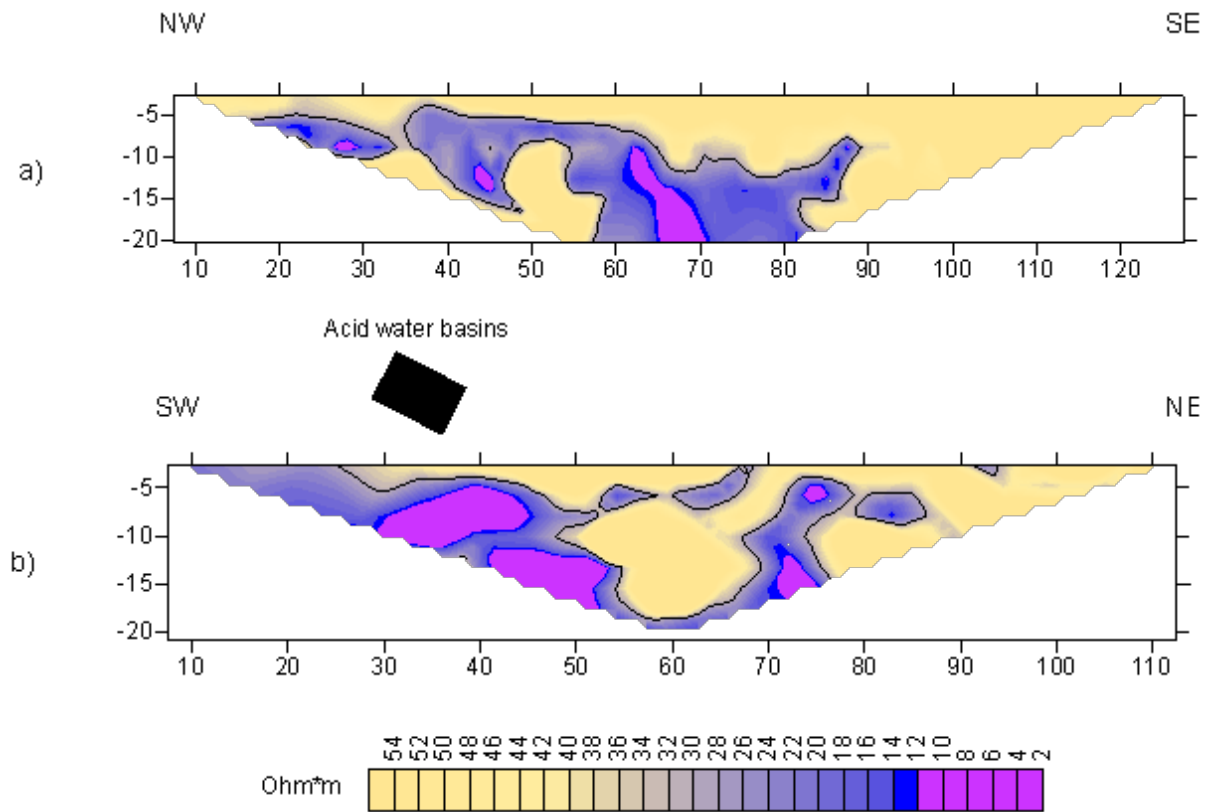 NW SE
a)
-5
-10
-15
-20
10 20 30 40 50 60 70 80 90 100 110 120
Acid water basins
SW NE
b)
-5
-10
-15
-20
10 20 30 40 50 60 70 80 90 100 110
54 52 50 48 46 44 42 40 38 36 34 32 30 28 26 24 22 20 18 16 14 12 10 8 6 4 2
Ohm*m